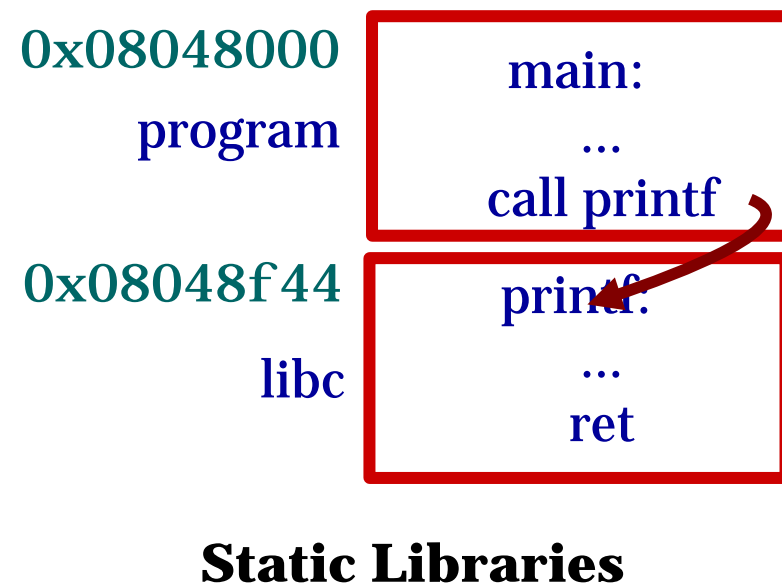 0x08048000
program
main:
...
call printf
0x08048f44
libc
printf:
...
ret
Static Libraries